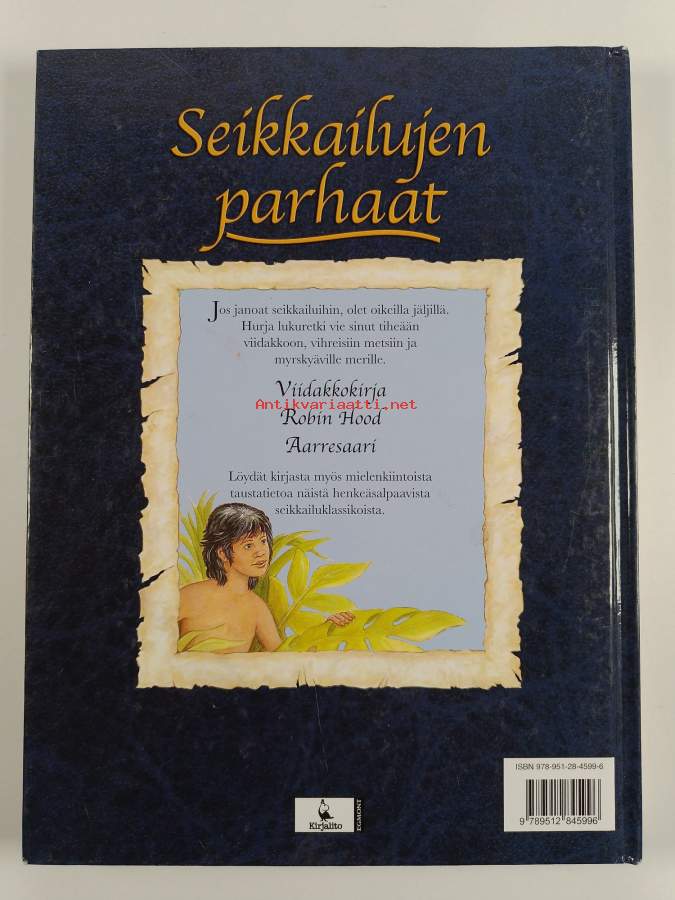 Seikkailujen
parhaat
Jos janoat seikkailuihin, olet oikeilla jäljillä.
Hurja lukuretki vie sinut tiheään
viidakkoon, vihreisiin metsiin ja
myrskyäville merille.
Viidakkokirja
Antikvariaatti.net
Robin Hood
Aarresaari
Löydät kirjasta myös mielenkiintoista
taustatietoa näistä henkeäsalpaavista
seikkailuklassikoista.
ISBN 978-951-28-4599-6
9 789512 845996
Kirjalito
EGMONT